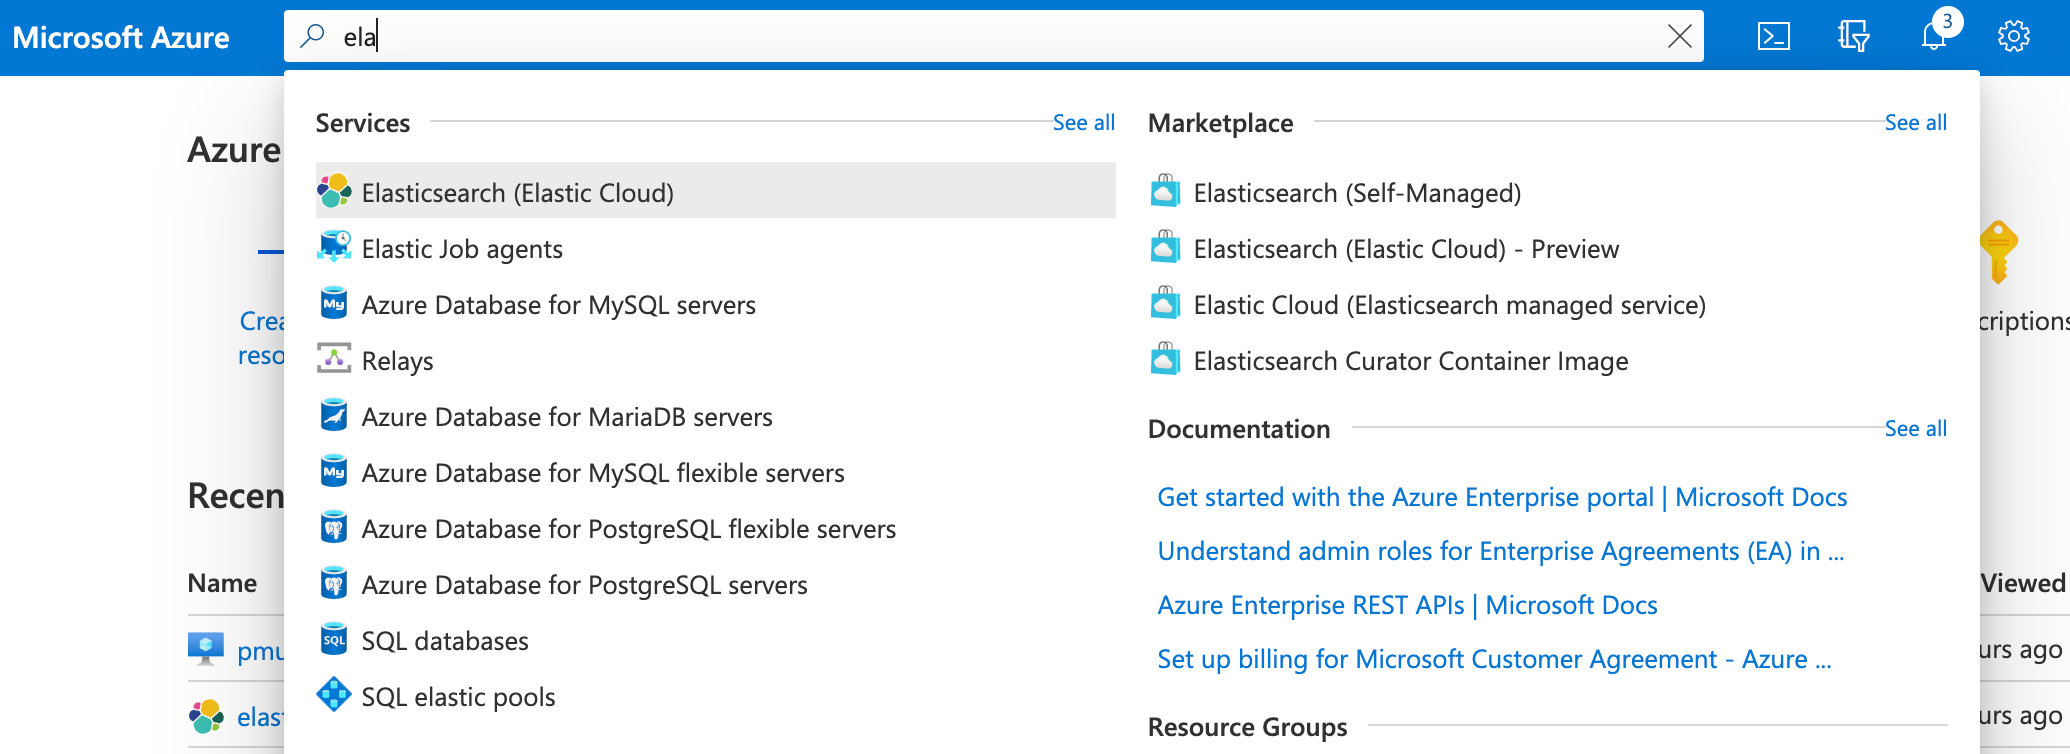 Microsoft Azure
ela
3
Azure
Services
See all
Elasticsearch (Elastic Cloud)
Elastic Job agents
Azure Database for MySQL servers
Relays
Azure Database for MariaDB servers
Azure Database for MySQL flexible servers
Azure Database for PostgreSQL flexible servers
Azure Database for PostgreSQL servers
SQL databases
SQL elastic pools
Marketplace
See all
Elasticsearch (Self-Managed)
Elasticsearch (Elastic Cloud) - Preview
Elastic Cloud (Elasticsearch managed service)
Elasticsearch Curator Container Image
Documentation
See all
Get started with the Azure Enterprise portal | Microsoft Docs
Understand admin roles for Enterprise Agreements (EA) in ...
Azure Enterprise REST APIs | Microsoft Docs
Set up billing for Microsoft Customer Agreement - Azure ...
Resource Groups
Crea
reso
criptions
Recen
Name
Viewed
pmu
urs ago
elast
urs ago
My
My
SQL